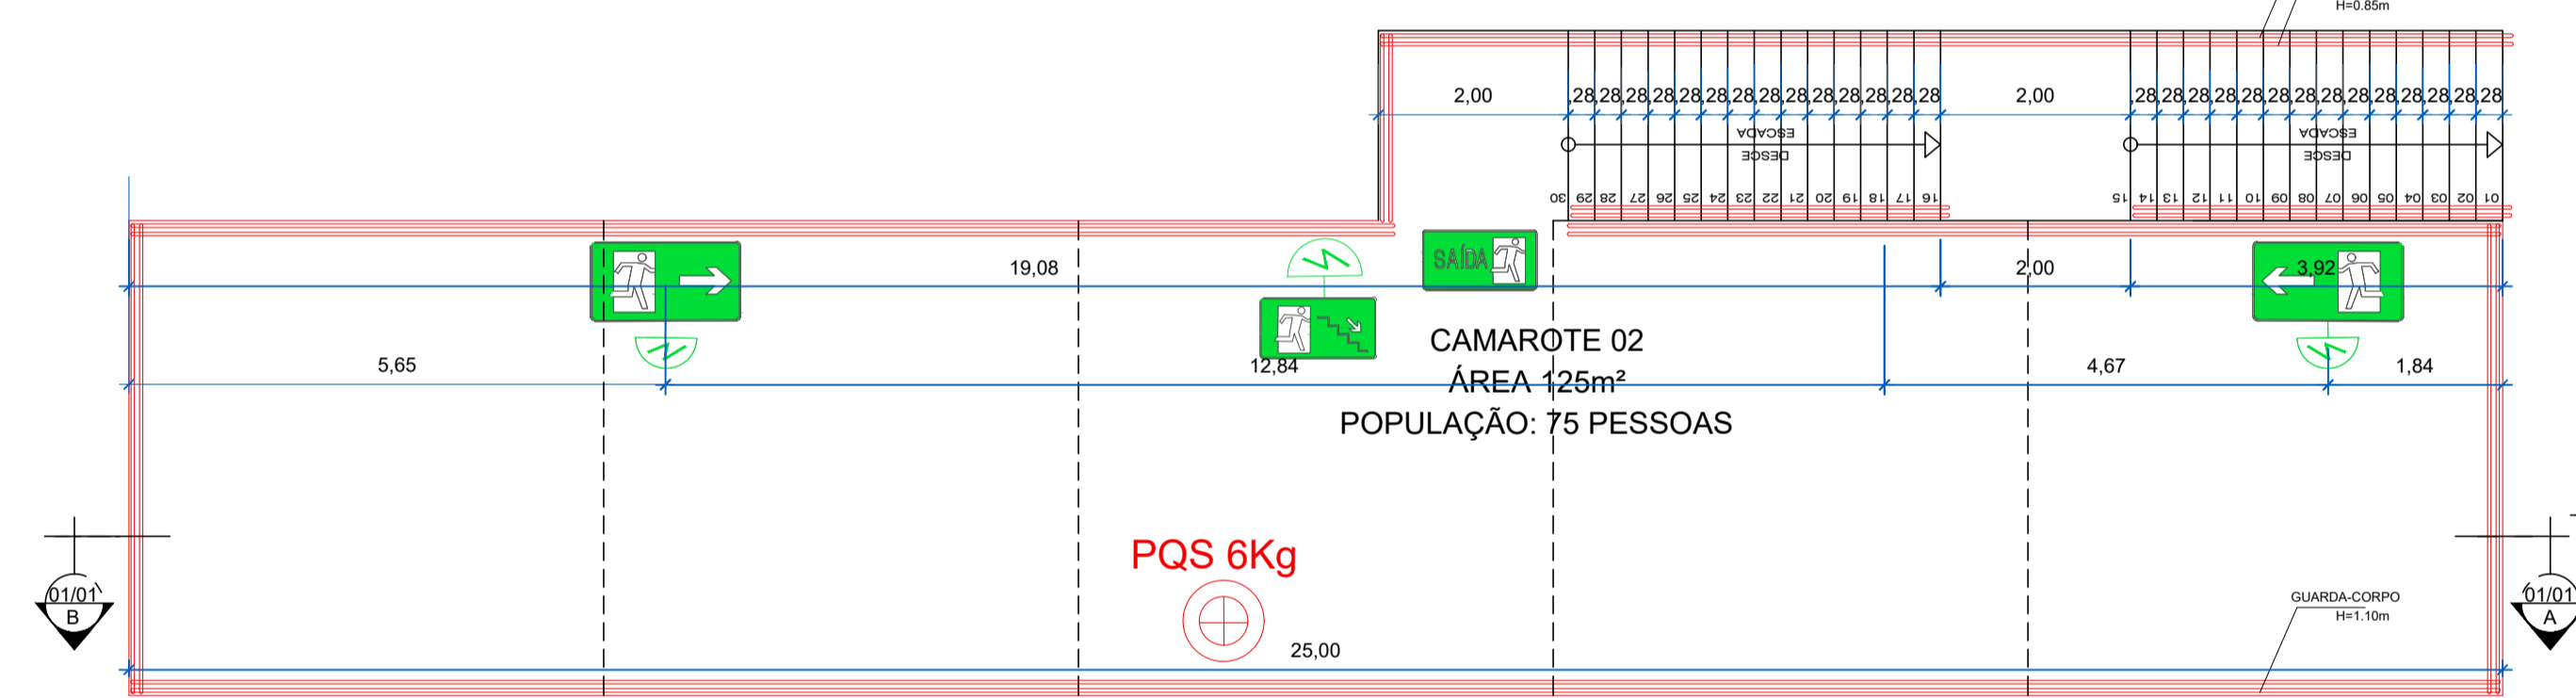 H=0.85m
2,00
,28 ,28 ,28 ,28 ,28 ,28 ,28 ,28 ,28 ,28 ,28 ,28 ,28 ,28
2,00
,28 ,28 ,28 ,28 ,28 ,28 ,28 ,28 ,28 ,28 ,28 ,28 ,28 ,28
ESCADA
DESCE
ESCADA
DESCE
30 29 28 27 26 25 24 23 22 21 20 19 18 17 16
15 14 13 12 11 10 09 08 07 06 05 04 03 02 01
SAÍDA
19,08
2,00
3,92
5,65
12,84
4,67
1,84
CAMAROTE 02
ÁREA 125m²
POPULAÇÃO: 75 PESSOAS
PQS 6Kg
01/01
B
GUARDA-CORPO
H=1.10m
01/01
A
25,00